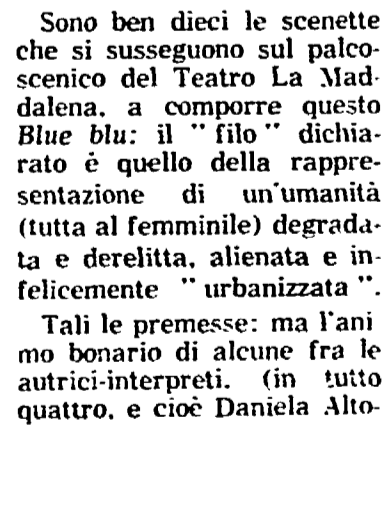 Sono ben dieci le scenette
che si susseguono sul palco-
scenico del Teatro La Mad-
dalena, a comporre questo
Blue blu: il " filo " dichia-
rato è quello della rappre-
sentazione di un'umanità
(tutta al femminile) degrada-
ta e derelitta, alienata e in-
felicemente " urbanizzata ".
Tali le premesse: ma l'ani
mo bonario di alcune fra le
autrici-interpreti. (in tutto
quattro, e cioè Daniela Alto-